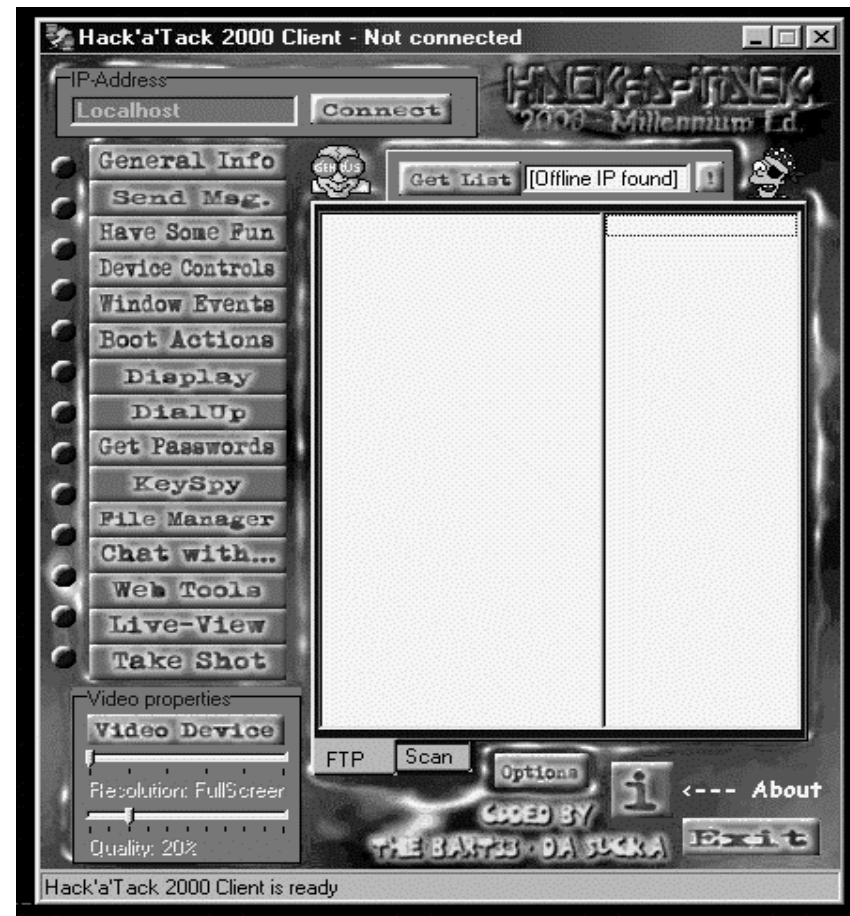 Hack'a'Tack 2000 Client - Not connected
IP-Address
Localhost
Connect
HACK-A-TACK
2000 - Millennium Ed.
General Info
Send Msg.
Have Some Fun
Device Controls
Window Events
Boot Actions
Display
DialUp
Get Passwords
KeySpy
File Manager
Chat with...
Web Tools
Live-View
Take Shot
Get List
[Offline IP found]
!
Video properties
Video Device
Resolution: FullScreen
Quality: 20%
FTP
Scan
Options
i
<--- About
CODED BY
THE BART33 - DA SUCKA
Exit
Hack'a'Tack 2000 Client is ready